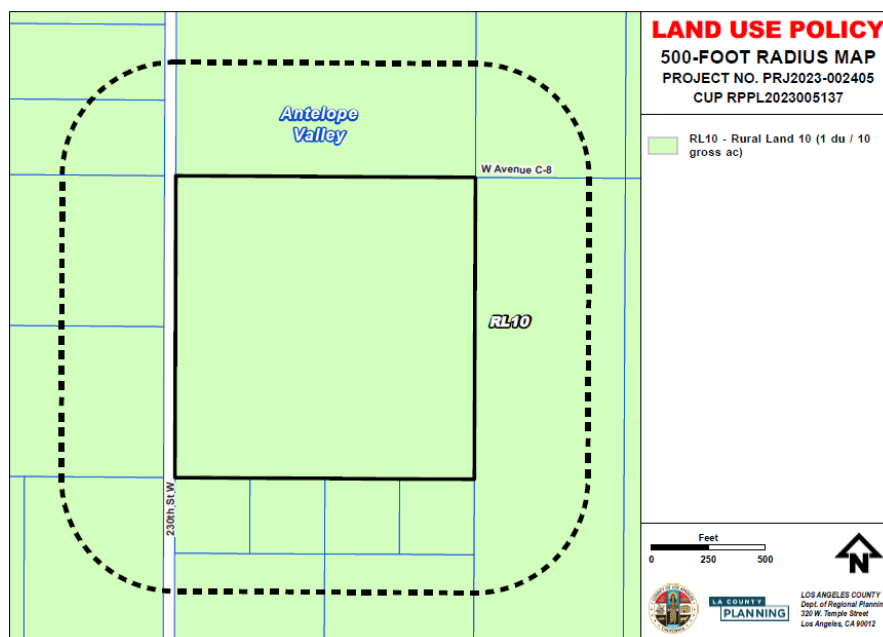 LAND USE POLICY
500-FOOT RADIUS MAP
PROJECT NO. PRJ2023-002405
CUP RPPL2023005137
RL10 - Rural Land 10 (1 du / 10
gross ac)
Antelope
Valley
W Avenue C-8
RL10
230th St W
Feet
0 250 500
N
LA COUNTY
PLANNING
LOS ANGELES COUNTY
Dept. of Regional Plannin
320 W. Temple Street
Los Angeles, CA 90012